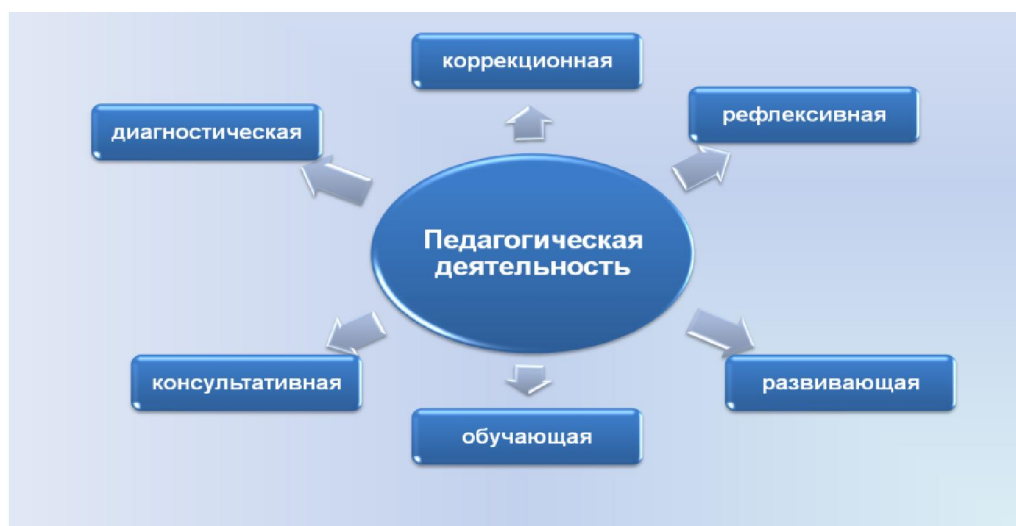 коррекционная
рефлексивная
диагностическая
Педагогическая
деятельность
консультативная
развивающая
обучающая